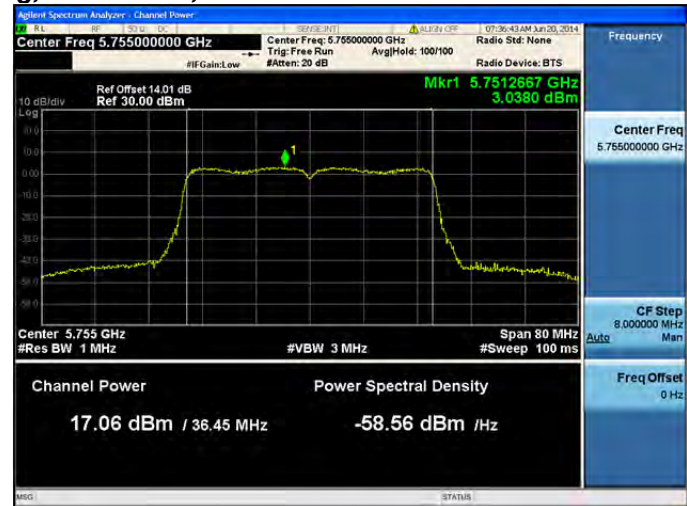 Agilent Spectrum Analyzer - Channel Power
RL RF 50 Ω DC SENSE:INT ALIGN OFF 07:36:43 AM Jun 20, 2014
Center Freq 5.755000000 GHz
Center Freq: 5.755000000 GHz
Radio Std: None
Trig: Free Run Avg|Hold: 100/100
#IFGain:Low #Atten: 20 dB Radio Device: BTS
Mkr1 5.7512667 GHz
3.0380 dBm
Ref Offset 14.01 dB
10 dB/div Ref 30.00 dBm
Log
0.00
1
Center 5.755 GHz Span 80 MHz
#Res BW 1 MHz #VBW 3 MHz #Sweep 100 ms
Channel Power Power Spectral Density
17.06 dBm / 36.45 MHz -58.56 dBm /Hz
MSG STATUS
Frequency
Center Freq
5.755000000 GHz
CF Step
8.000000 MHz
Auto Man
Freq Offset
0 Hz